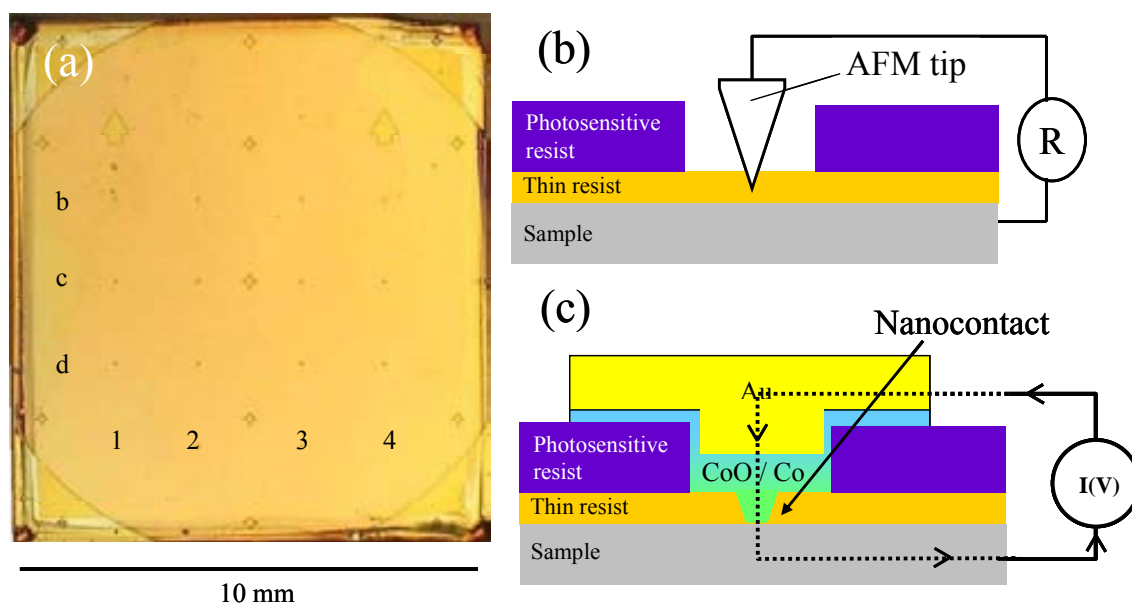 (a)
b
c
d
1 2 3 4
10 mm
(b)
AFM tip
Photosensitive
resist
Thin resist
Sample
R
(c)
Nanocontact
Au
Photosensitive
resist
CoO / Co
Thin resist
Sample
I(V)